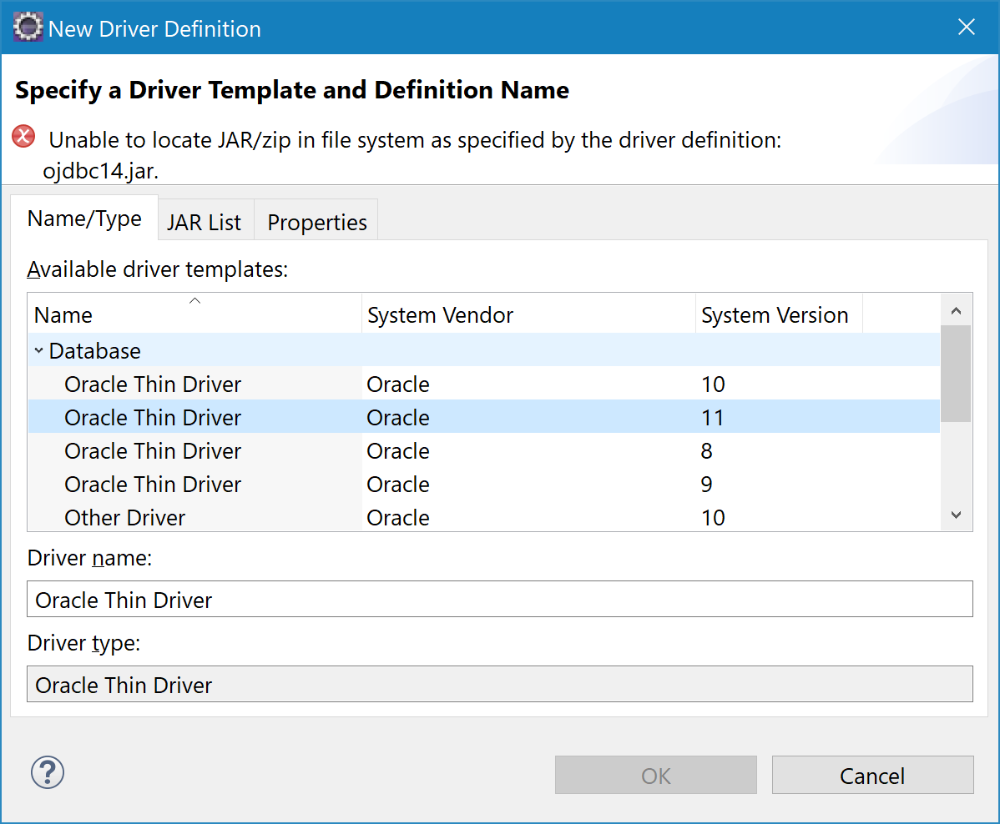 New Driver Definition
Specify a Driver Template and Definition Name
Unable to locate JAR/zip in file system as specified by the driver definition:
ojdbc14.jar.
Name/Type JAR List Properties
Available driver templates:
Name System Vendor System Version
Database
Oracle Thin Driver Oracle 10
Oracle Thin Driver Oracle 11
Oracle Thin Driver Oracle 8
Oracle Thin Driver Oracle 9
Other Driver Oracle 10
Driver name:
Oracle Thin Driver
Driver type:
Oracle Thin Driver
? OK Cancel